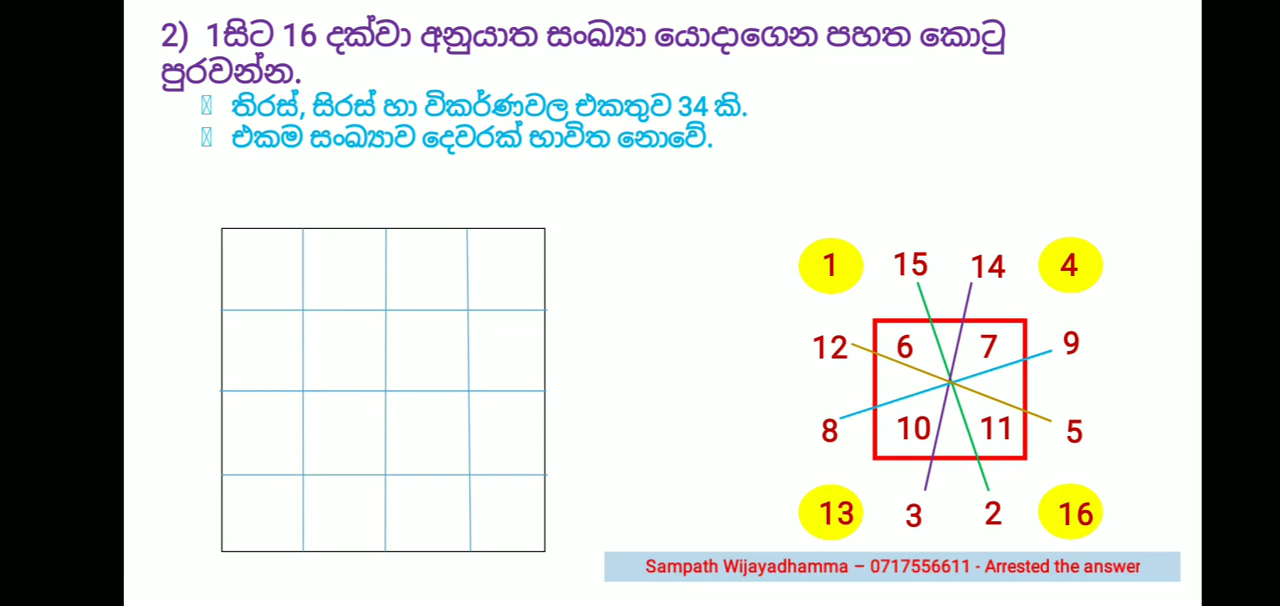 2) 1සිට 16 දක්වා අනුයාත සංඛ්‍යා යොදාගෙන පහත කොටු
පුරවන්න.
තිරස්, සිරස් හා විකර්ණවල එකතුව 34 කි.
එකම සංඛ්‍යාව දෙවරක් භාවිත නොවේ.
1 15 14 4
12 6 7 9
8 10 11 5
13 3 2 16
Sampath Wijayadhamma – 0717556611 - Arrested the answer